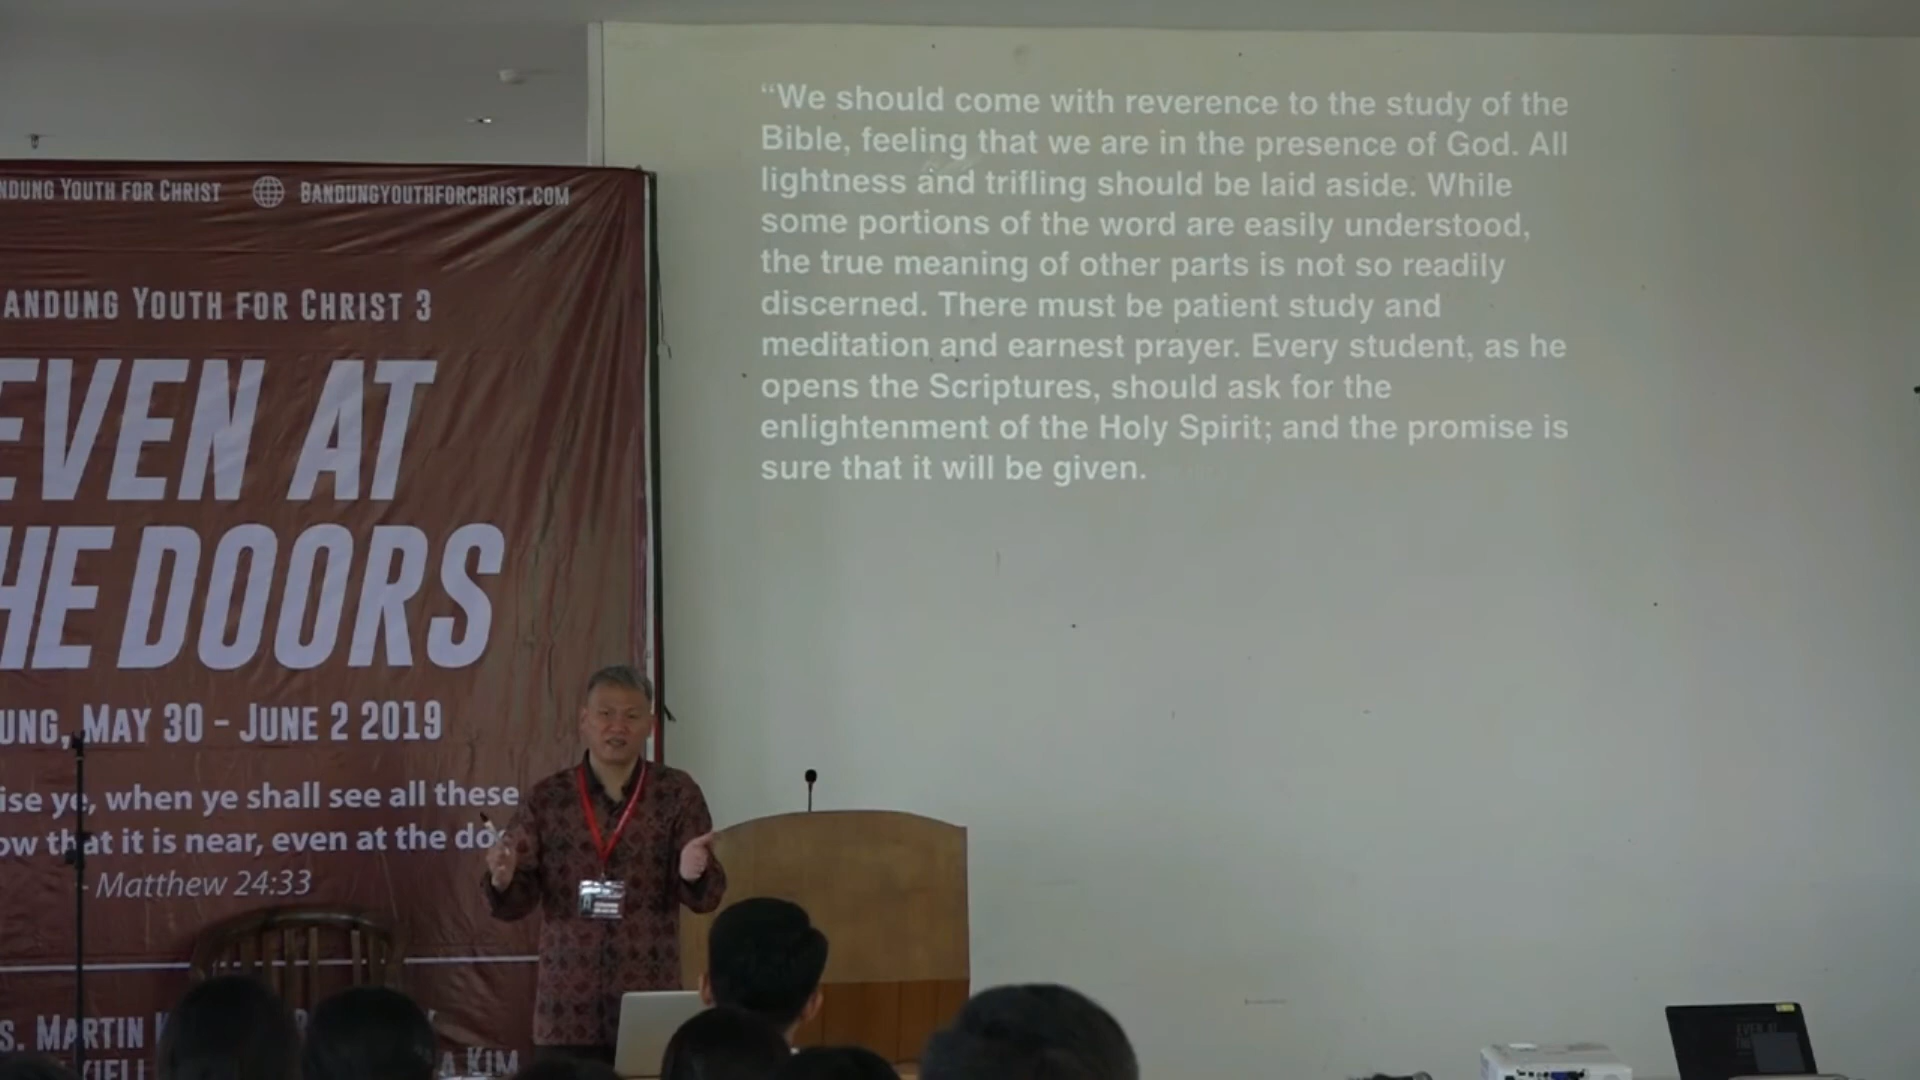 “We should come with reverence to the study of the
Bible, feeling that we are in the presence of God. All
lightness and trifling should be laid aside. While
some portions of the word are easily understood,
the true meaning of other parts is not so readily
discerned. There must be patient study and
meditation and earnest prayer. Every student, as he
opens the Scriptures, should ask for the
enlightenment of the Holy Spirit; and the promise is
sure that it will be given.
NDUNG YOUTH FOR CHRIST BANDUNGYOUTHFORCHRIST.COM
ANDUNG YOUTH FOR CHRIST 3
EVEN AT
HE DOORS
UNG, MAY 30 - JUNE 2 2019
ise ye, when ye shall see all these
ow that it is near, even at the doo
- Matthew 24:33
S. MARTIN
KIM